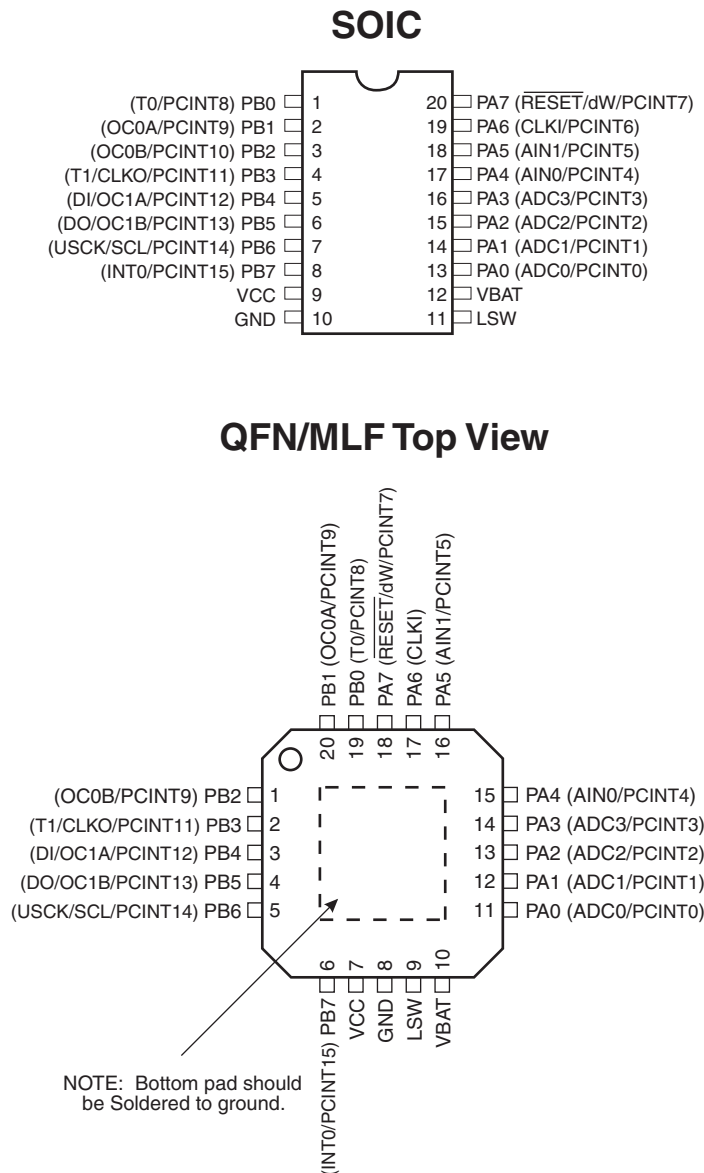 SOIC
(T0/PCINT8) PB0 1 20 PA7 (RESET/dW/PCINT7)
(OC0A/PCINT9) PB1 2 19 PA6 (CLKI/PCINT6)
(OC0B/PCINT10) PB2 3 18 PA5 (AIN1/PCINT5)
(T1/CLKO/PCINT11) PB3 4 17 PA4 (AIN0/PCINT4)
(DI/OC1A/PCINT12) PB4 5 16 PA3 (ADC3/PCINT3)
(DO/OC1B/PCINT13) PB5 6 15 PA2 (ADC2/PCINT2)
(USCK/SCL/PCINT14) PB6 7 14 PA1 (ADC1/PCINT1)
(INT0/PCINT15) PB7 8 13 PA0 (ADC0/PCINT0)
VCC 9 12 VBAT
GND 10 11 LSW
QFN/MLF Top View
PB1 (OC0A/PCINT9)
PB0 (T0/PCINT8)
PA7 (RESET/dW/PCINT7)
PA6 (CLKI)
PA5 (AIN1/PCINT5)
20 19 18 17 16
(OC0B/PCINT9) PB2 1 15 PA4 (AIN0/PCINT4)
(T1/CLKO/PCINT11) PB3 2 14 PA3 (ADC3/PCINT3)
(DI/OC1A/PCINT12) PB4 3 13 PA2 (ADC2/PCINT2)
(DO/OC1B/PCINT13) PB5 4 12 PA1 (ADC1/PCINT1)
(USCK/SCL/PCINT14) PB6 5 11 PA0 (ADC0/PCINT0)
6 7 8 9 10
(INT0/PCINT15) PB7
VCC
GND
LSW
VBAT
NOTE: Bottom pad should
be Soldered to ground.